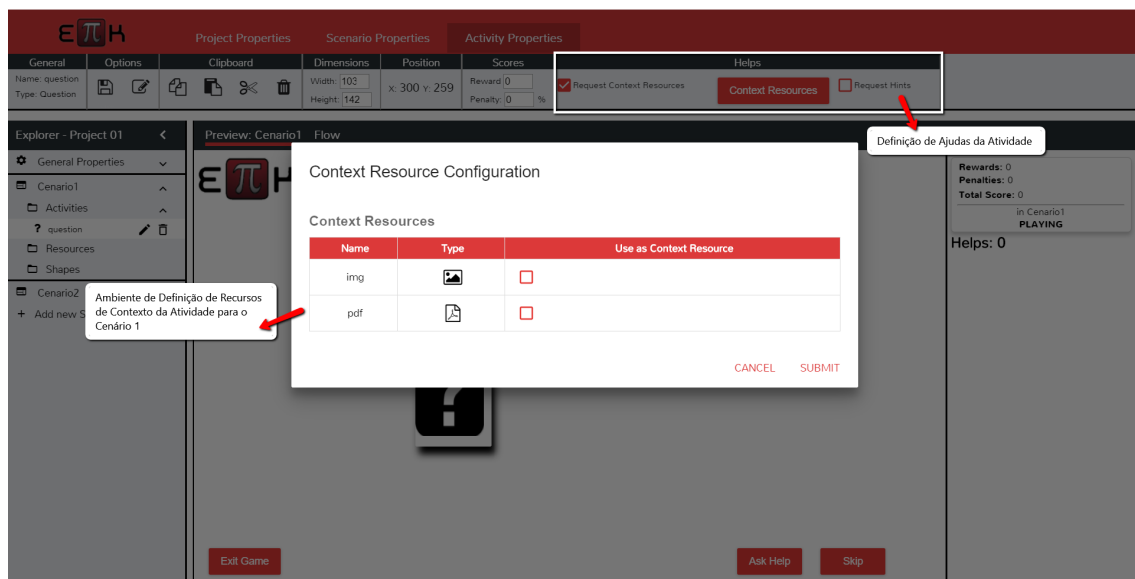 επκ
Project Properties Scenario Properties Activity Properties
General Options Clipboard Dimensions Position Scores Helps
Name: question
Type: Question
Width: 103
Height: 142
X: 300 Y: 259
Reward 0
Penalty: 0 %
Request Context Resources
Context Resources
Request Hints
Definição de Ajudas da Atividade
Explorer - Project 01
Preview: Cenario1 Flow
General Properties
Cenario1
Activities
? question
Resources
Shapes
Cenario2
+ Add new S
Ambiente de Definição de Recursos
de Contexto da Atividade para o
Cenário 1
επκ
Context Resource Configuration
Context Resources
Name Type Use as Context Resource
img
pdf
CANCEL SUBMIT
?
Rewards: 0
Penalties: 0
Total Score: 0
in Cenario1
PLAYING
Helps: 0
Exit Game Ask Help Skip